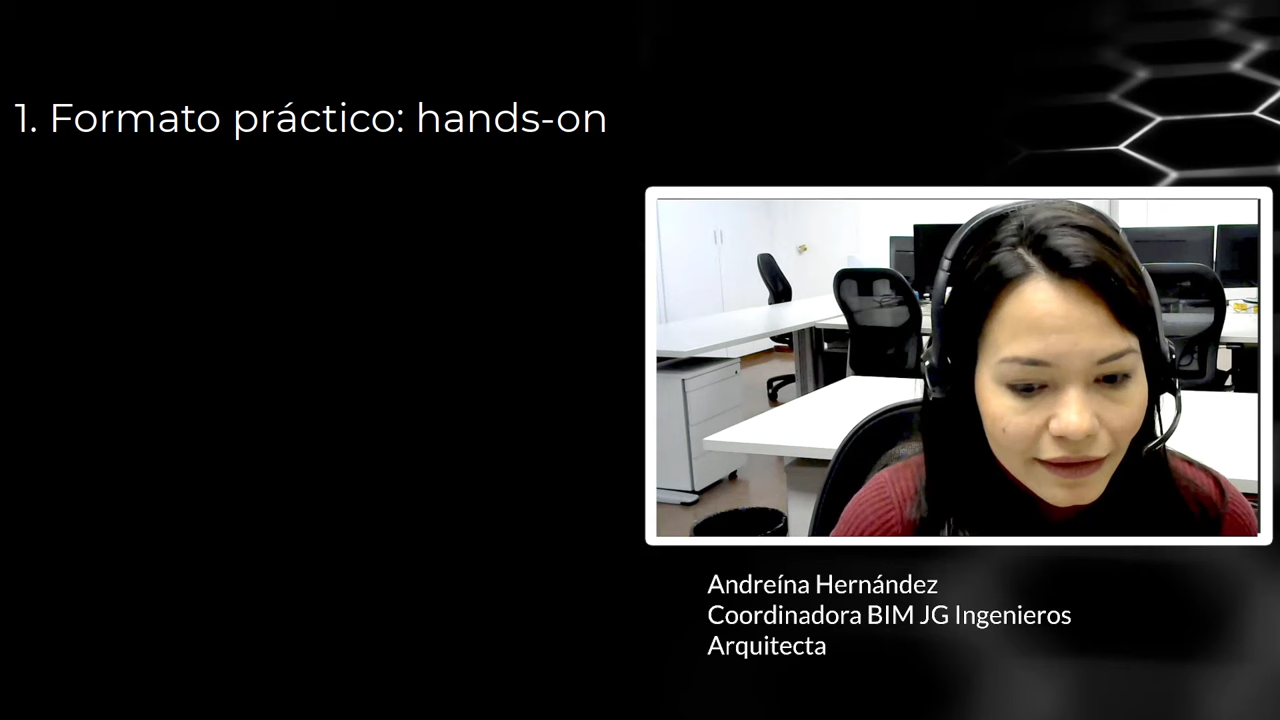 1. Formato práctico: hands-on
Andreína Hernández
Coordinadora BIM JG Ingenieros
Arquitecta